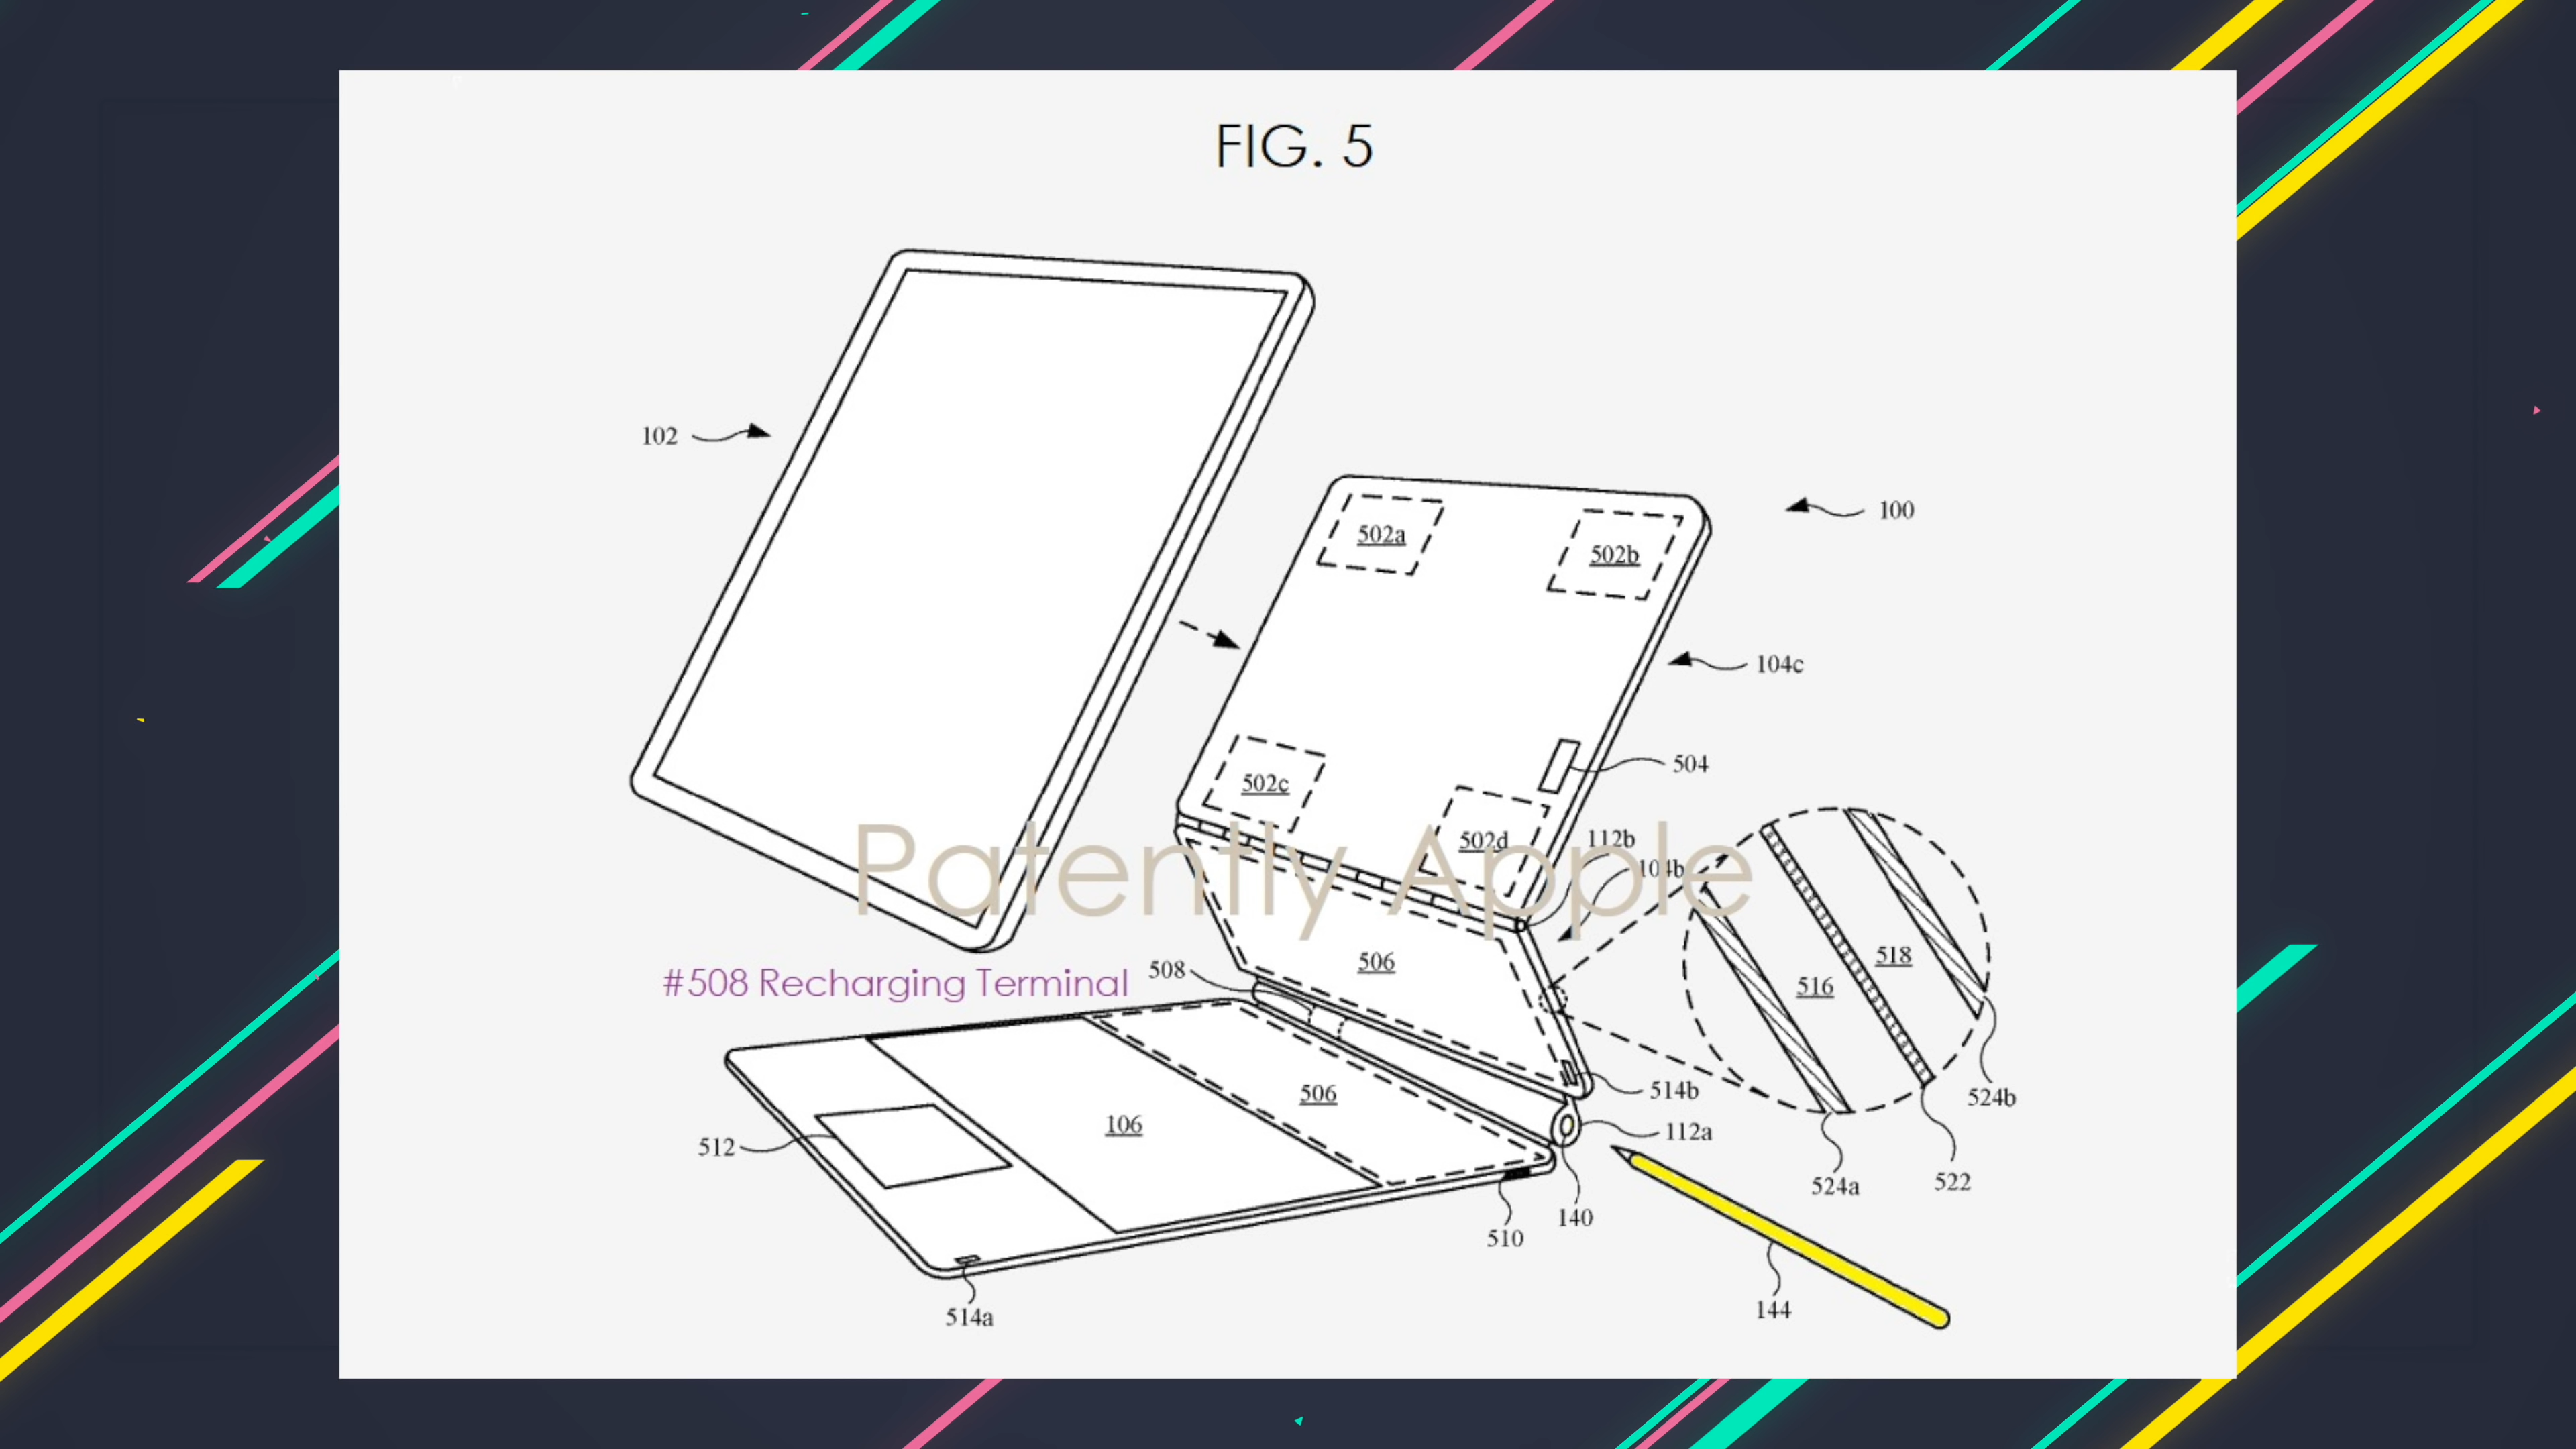 FIG. 5
102
100
502a
502b
104c
504
502c
502d
112b
104b
Patently Apple
518
516
506
#508 Recharging Terminal
508
506
514b
524b
106
112a
512
522
524a
140
510
144
514a